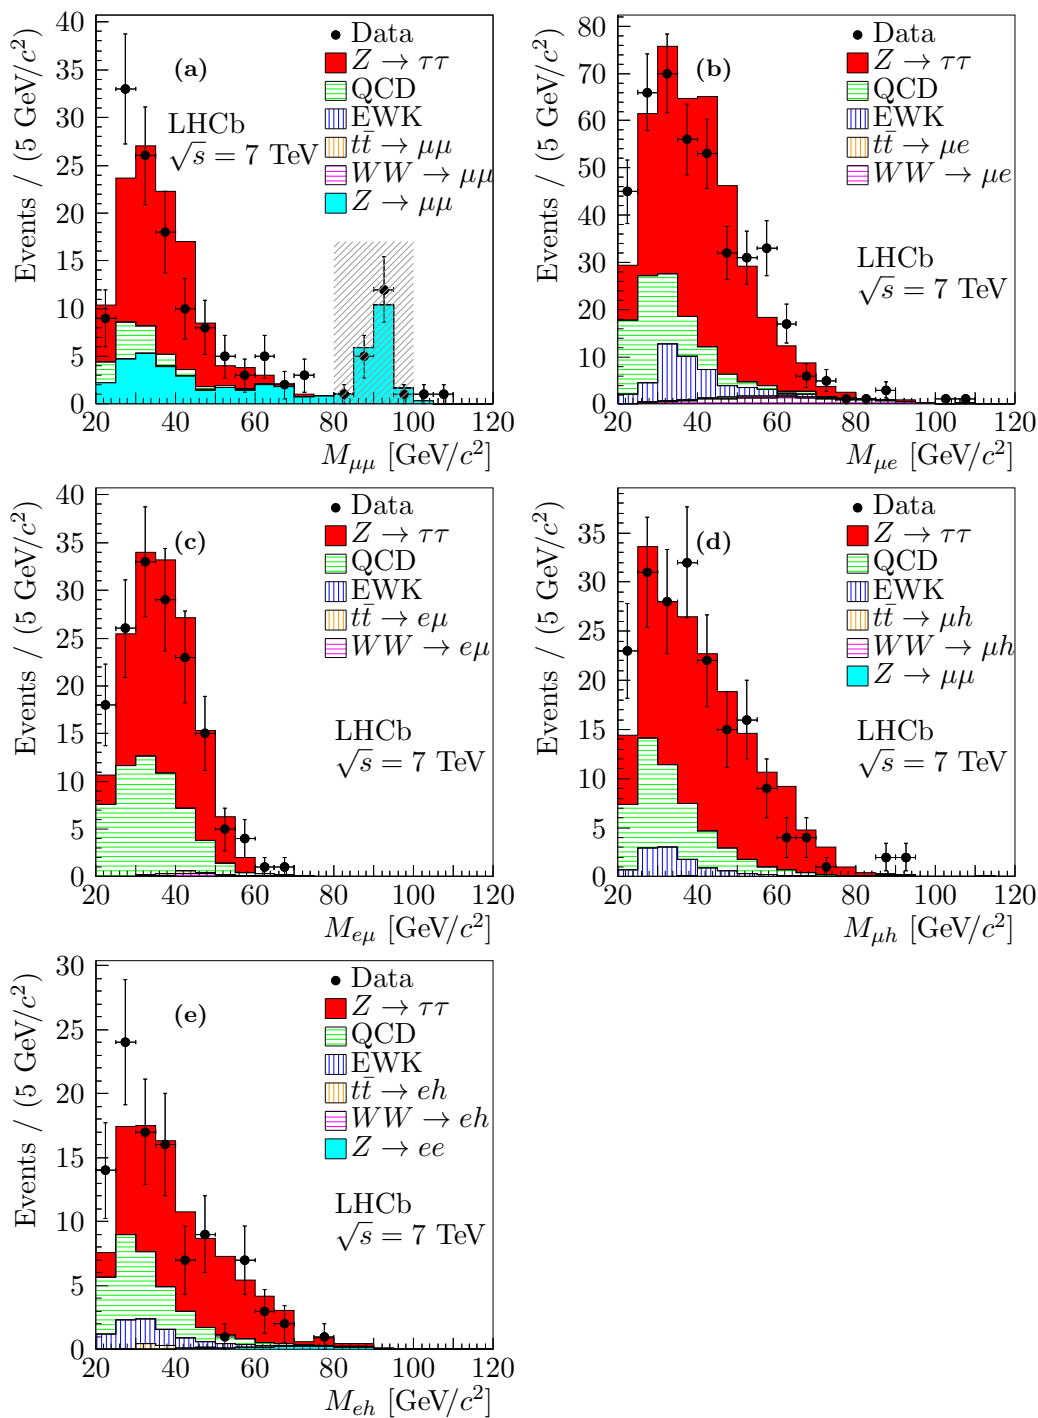 (a)
Events / (5 GeV/c²)
40
35
30
25
20
15
10
5
0
Data
Z → ττ
QCD
EWK
tt̄ → μμ
WW → μμ
Z → μμ
LHCb
√s = 7 TeV
20 40 60 80 100 120
M_μμ [GeV/c²]
(b)
Events / (5 GeV/c²)
80
70
60
50
40
30
20
10
0
Data
Z → ττ
QCD
EWK
tt̄ → μe
WW → μe
LHCb
√s = 7 TeV
20 40 60 80 100 120
M_μe [GeV/c²]
(c)
Events / (5 GeV/c²)
40
35
30
25
20
15
10
5
0
Data
Z → ττ
QCD
EWK
tt̄ → eμ
WW → eμ
LHCb
√s = 7 TeV
20 40 60 80 100 120
M_eμ [GeV/c²]
(d)
Events / (5 GeV/c²)
35
30
25
20
15
10
5
0
Data
Z → ττ
QCD
EWK
tt̄ → μh
WW → μh
Z → μμ
LHCb
√s = 7 TeV
20 40 60 80 100 120
M_μh [GeV/c²]
(e)
Events / (5 GeV/c²)
30
25
20
15
10
5
0
Data
Z → ττ
QCD
EWK
tt̄ → eh
WW → eh
Z → ee
LHCb
√s = 7 TeV
20 40 60 80 100 120
M_eh [GeV/c²]